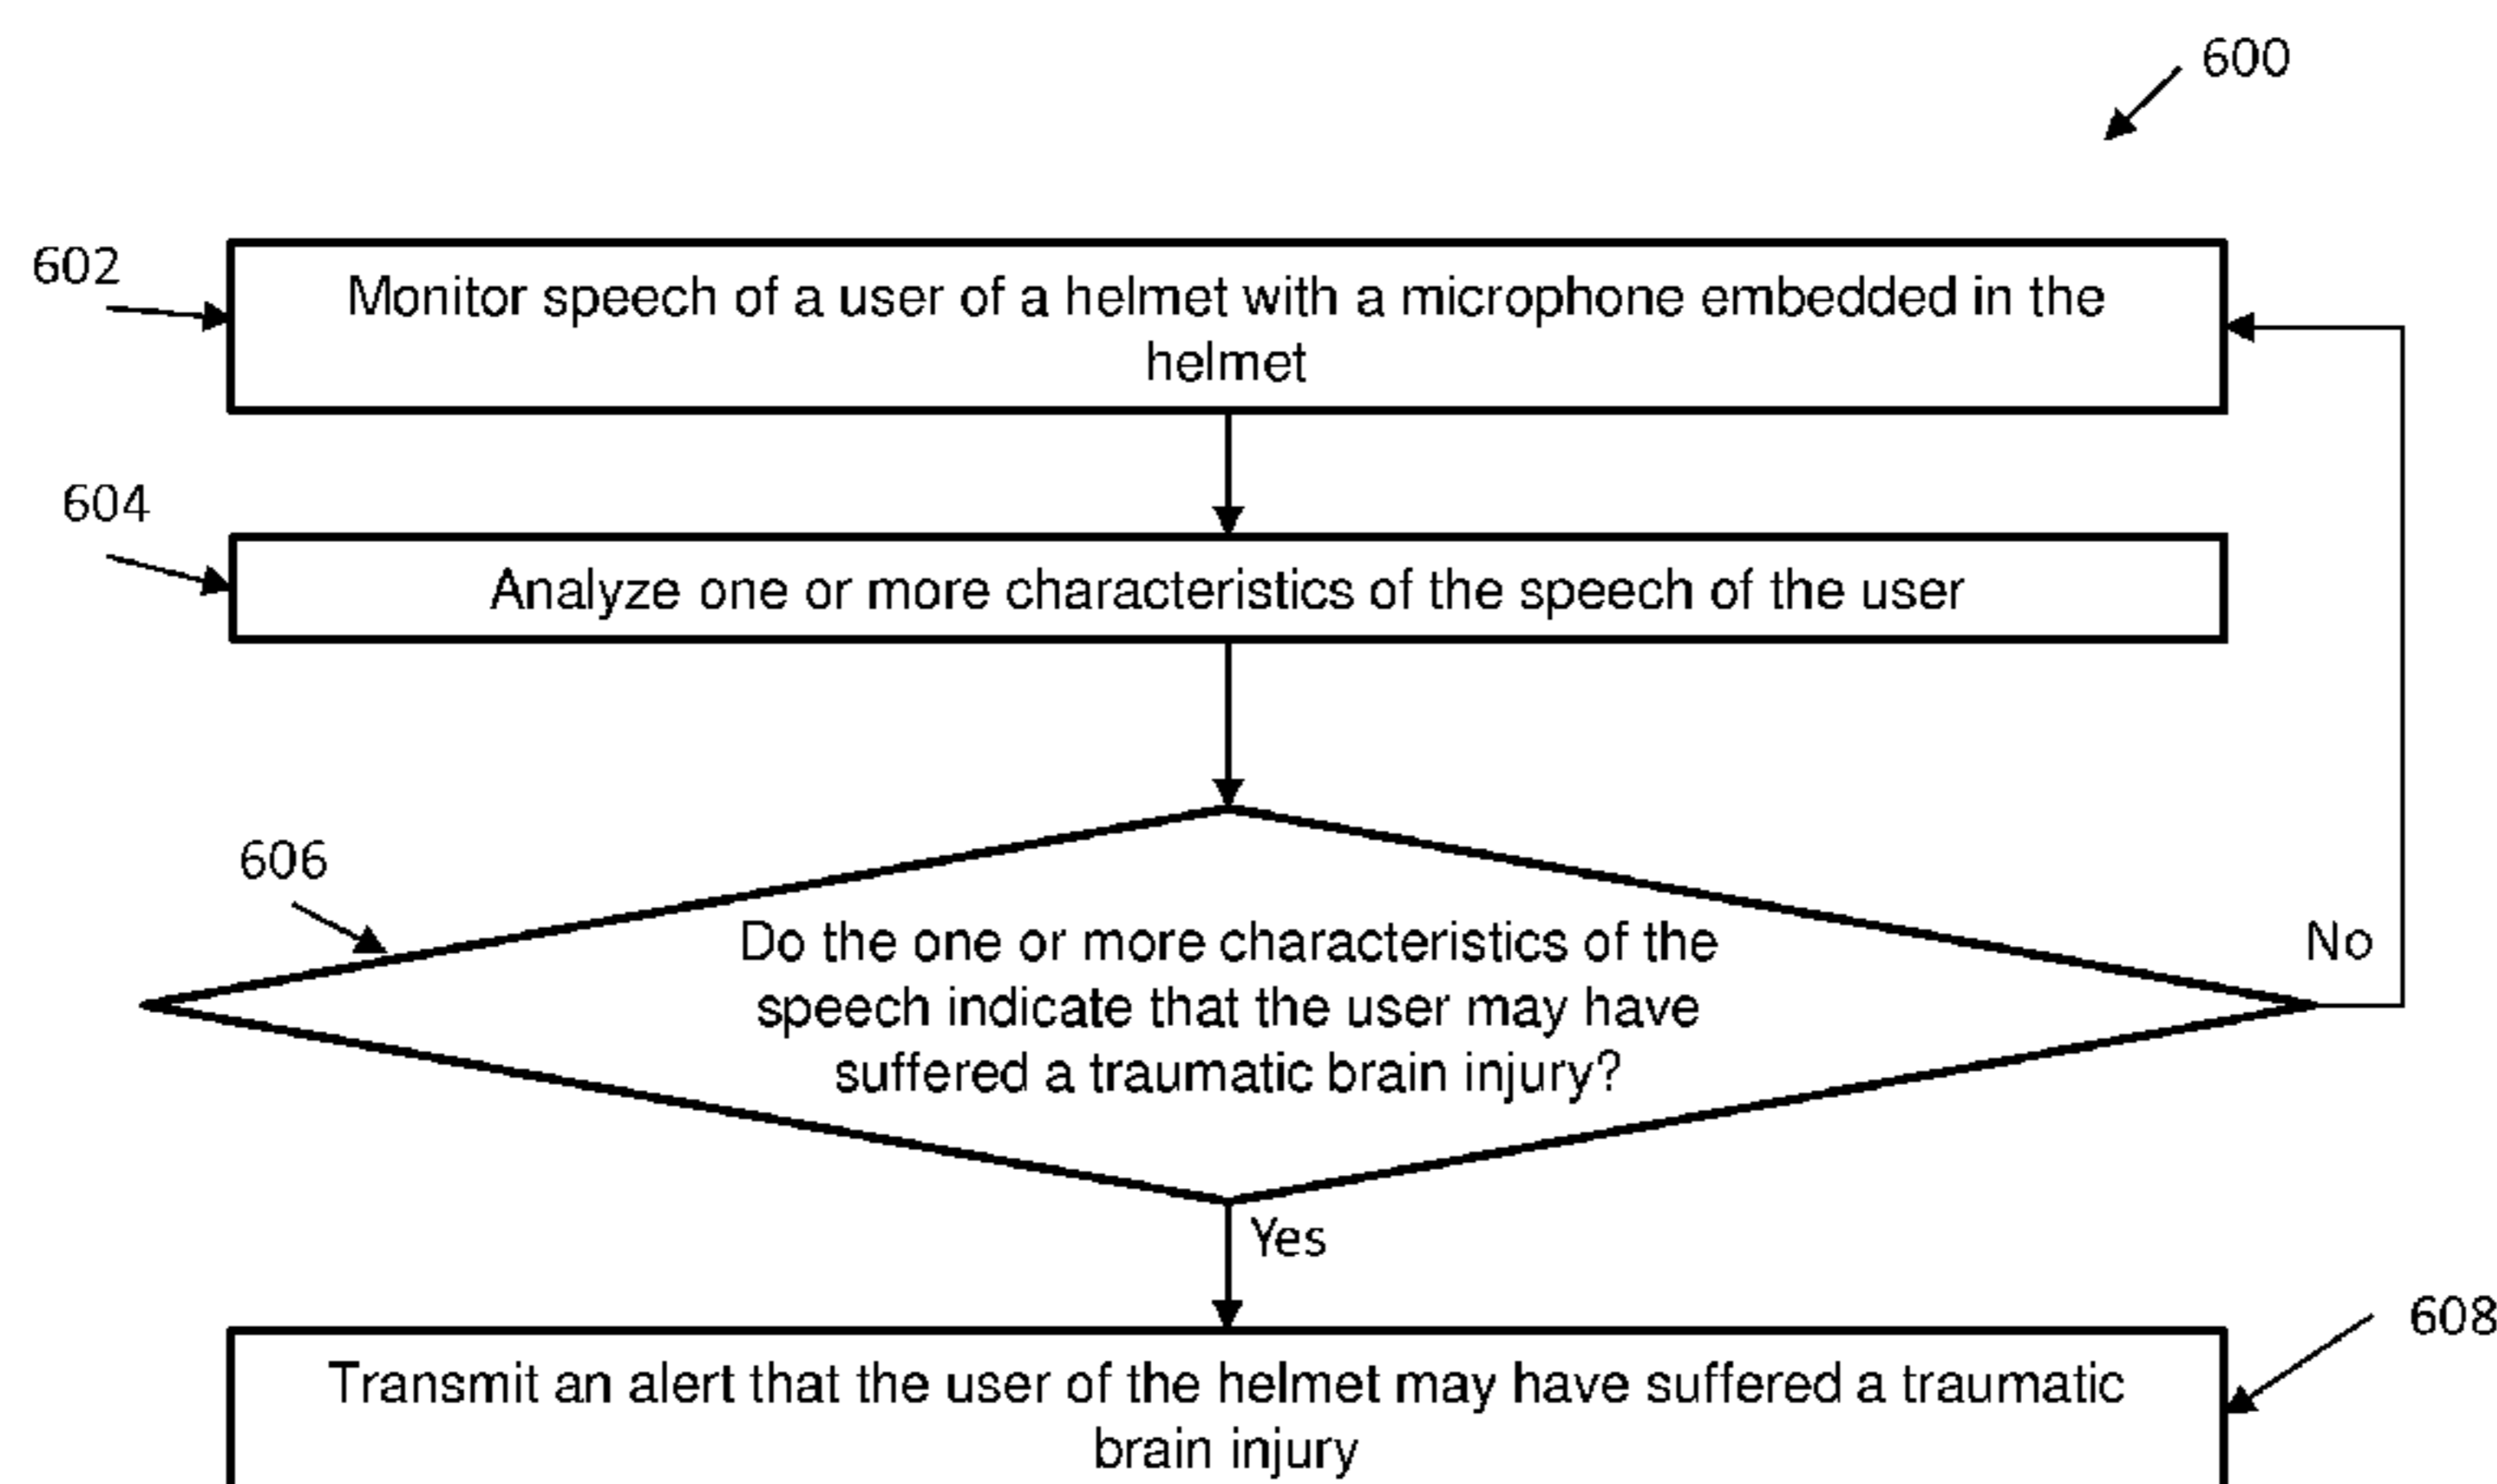 600
602
Monitor speech of a user of a helmet with a microphone embedded in the
helmet
604
Analyze one or more characteristics of the speech of the user
606
Do the one or more characteristics of the
speech indicate that the user may have
suffered a traumatic brain injury?
No
Yes
608
Transmit an alert that the user of the helmet may have suffered a traumatic
brain injury